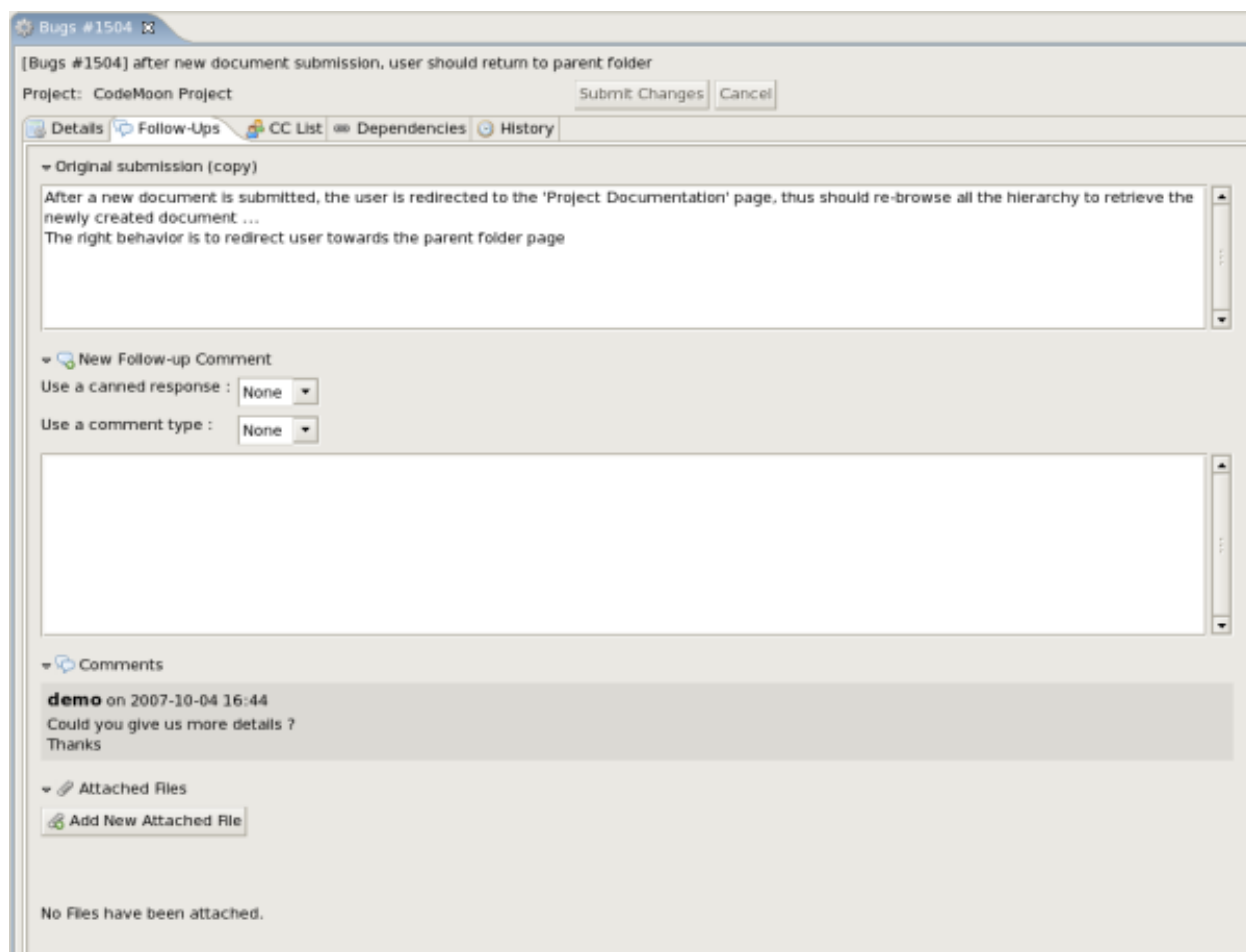 Bugs #1504
[Bugs #1504] after new document submission, user should return to parent folder
Project: CodeMoon Project
Submit Changes Cancel
Details Follow-Ups CC List Dependencies History
Original submission (copy)
After a new document is submitted, the user is redirected to the 'Project Documentation' page, thus should re-browse all the hierarchy to retrieve the
newly created document ...
The right behavior is to redirect user towards the parent folder page
New Follow-up Comment
Use a canned response : None
Use a comment type : None
Comments
demo on 2007-10-04 16:44
Could you give us more details ?
Thanks
Attached Files
Add New Attached File
No Files have been attached.